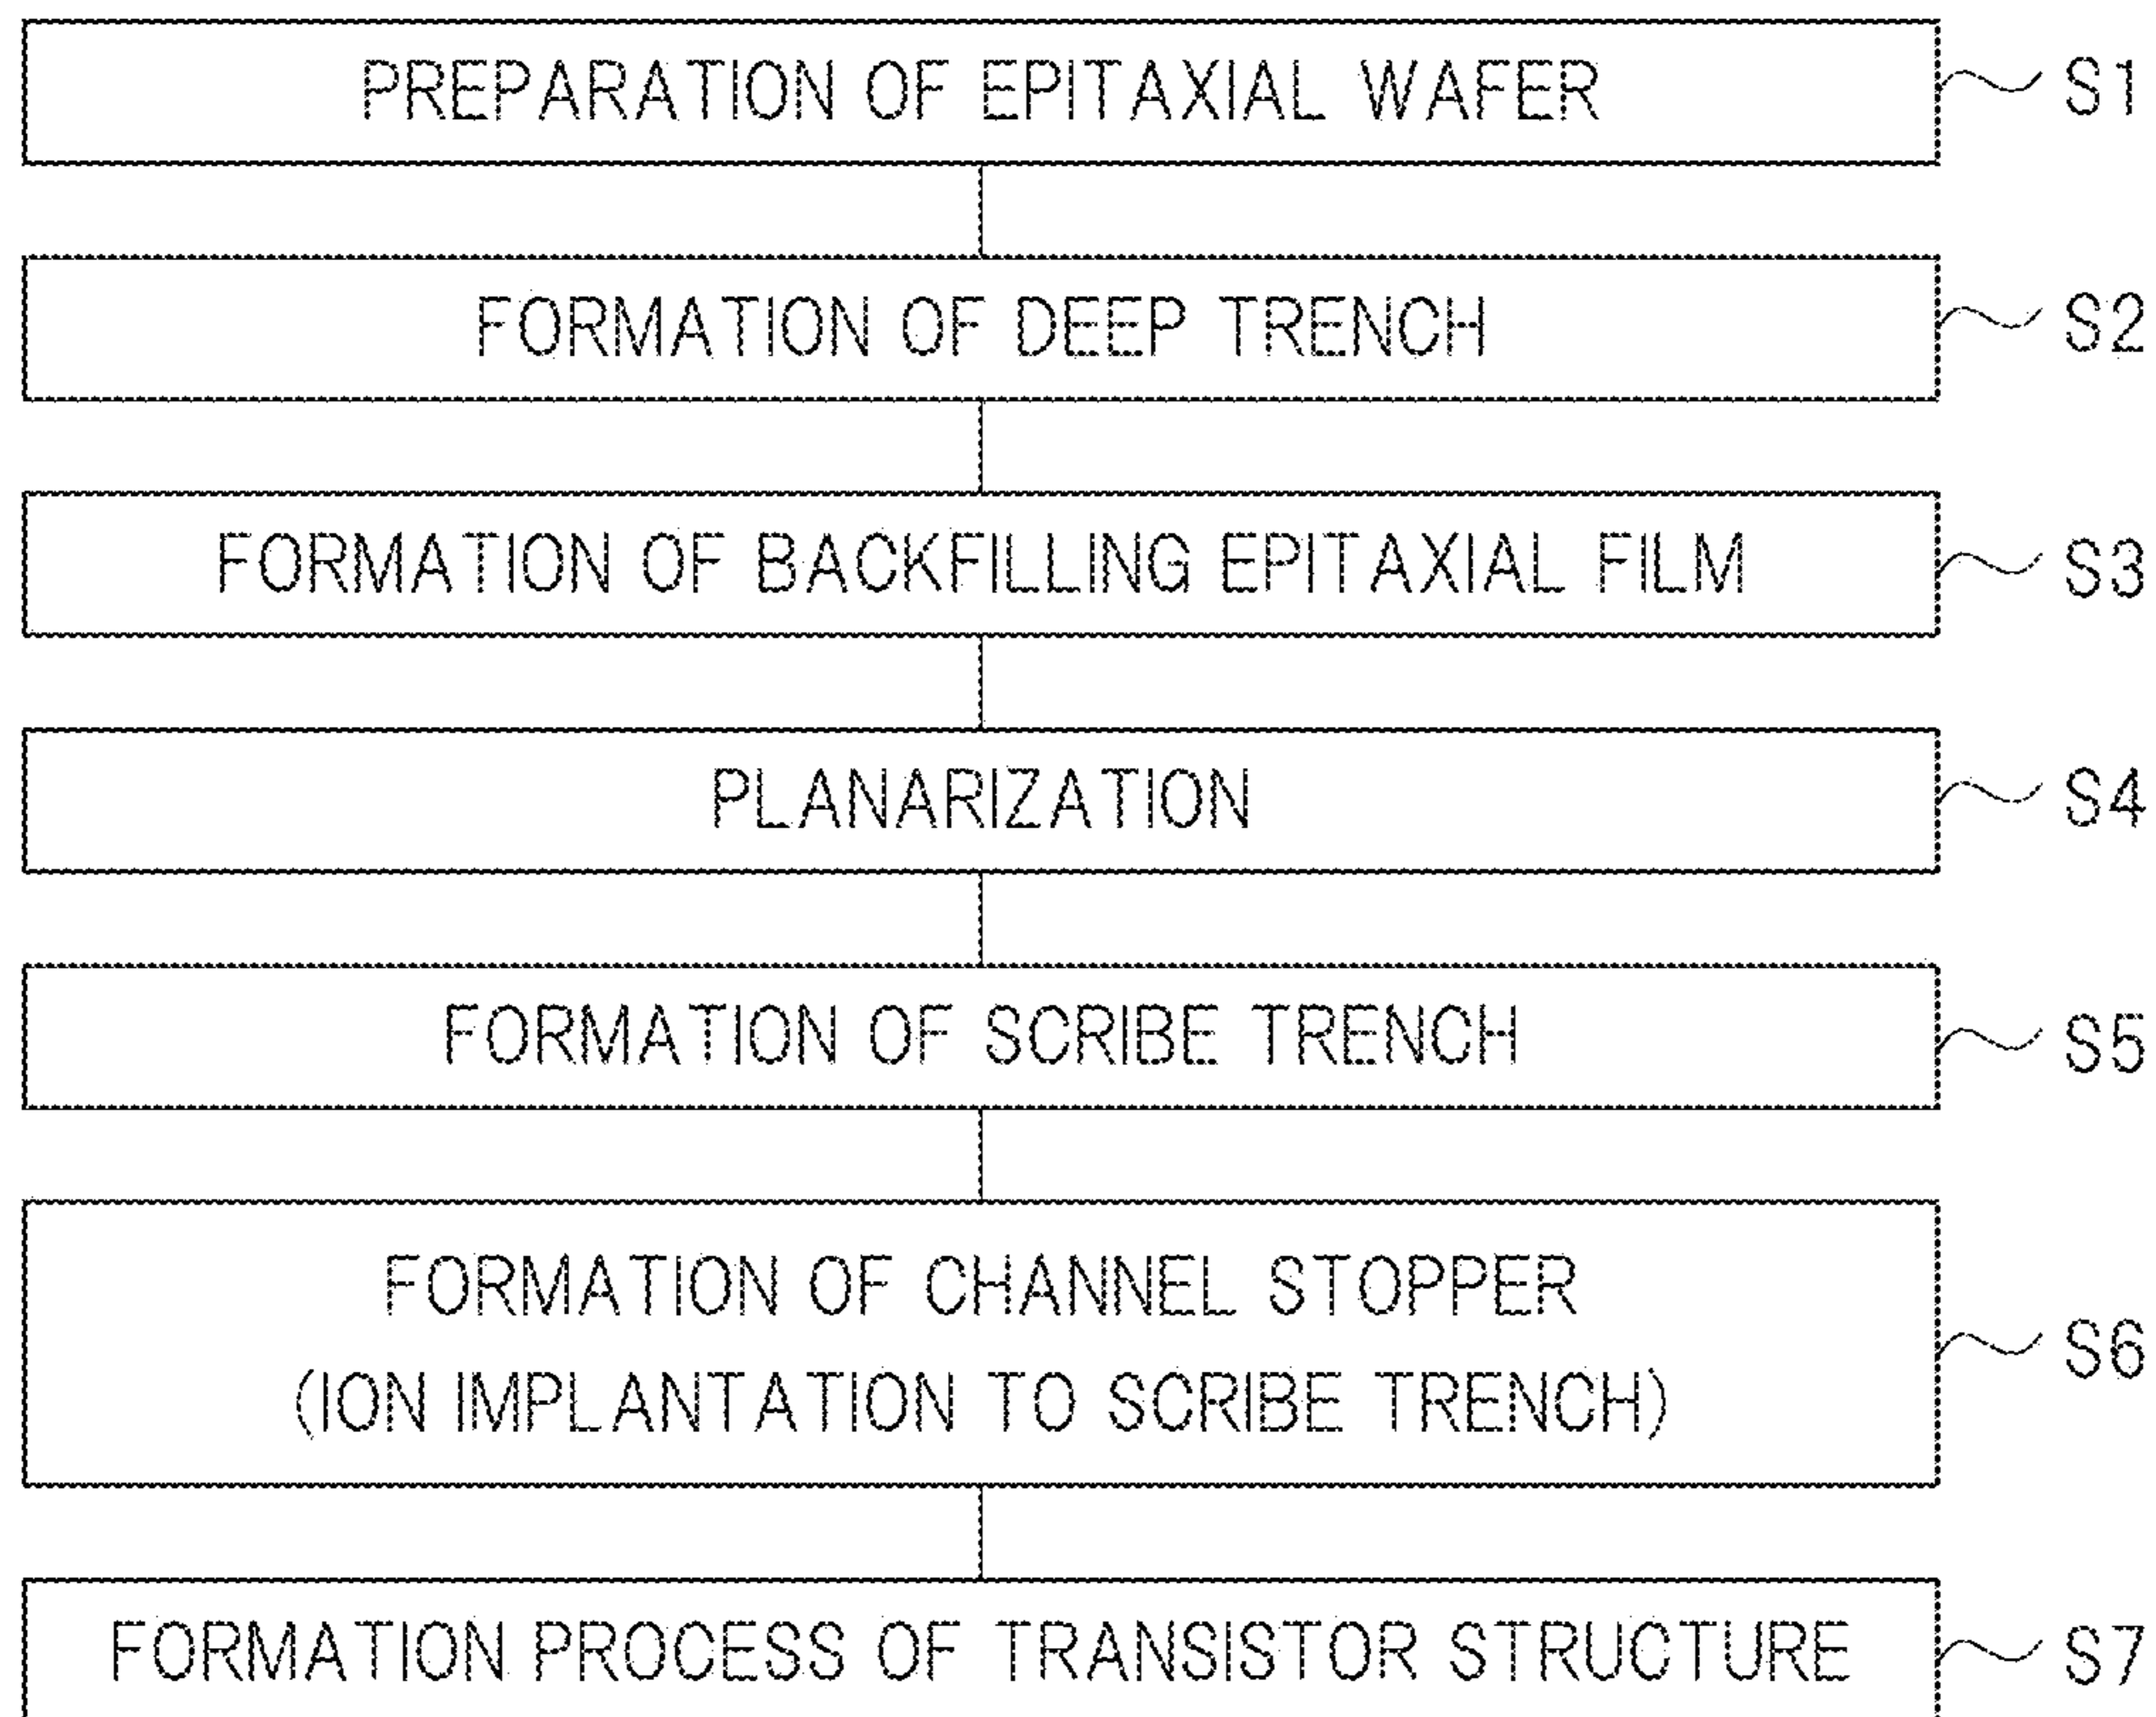 PREPARATION OF EPITAXIAL WAFER S1
FORMATION OF DEEP TRENCH S2
FORMATION OF BACKFILLING EPITAXIAL FILM S3
PLANARIZATION S4
FORMATION OF SCRIBE TRENCH S5
FORMATION OF CHANNEL STOPPER
(ION IMPLANTATION TO SCRIBE TRENCH) S6
FORMATION PROCESS OF TRANSISTOR STRUCTURE S7